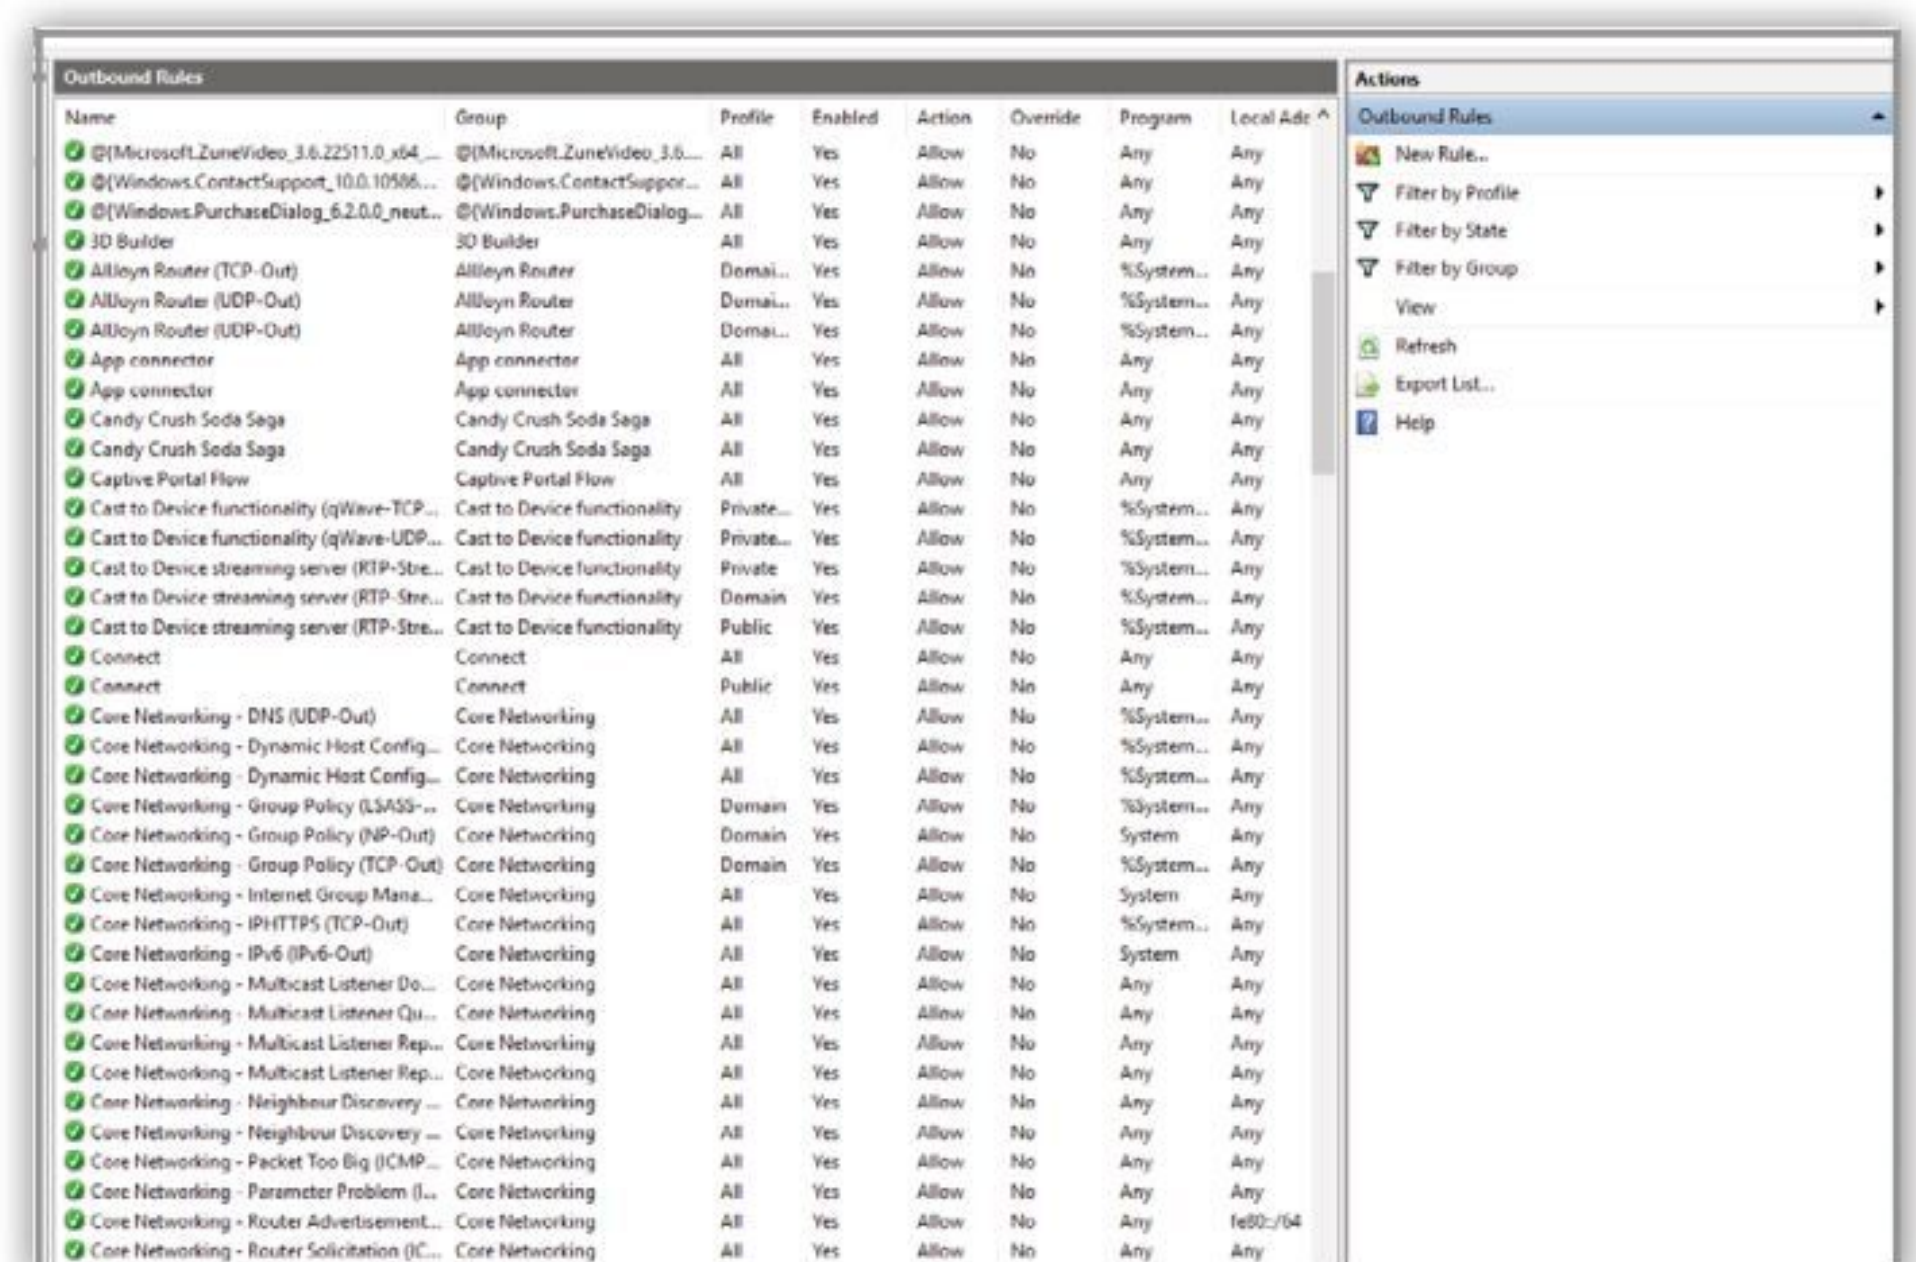 Outbound Rules
Name Group Profile Enabled Action Override Program Local Adc
@{Microsoft.ZuneVideo_3.6.22511.0_x64_... @{Microsoft.ZuneVideo_3.6.... All Yes Allow No Any Any
@{Windows.ContactSupport_10.0.10586.... @{Windows.ContactSuppor... All Yes Allow No Any Any
@{Windows.PurchaseDialog_6.2.0.0_neut... @{Windows.PurchaseDialog... All Yes Allow No Any Any
3D Builder 3D Builder All Yes Allow No Any Any
AllJoyn Router (TCP-Out) AllJoyn Router Domai... Yes Allow No %System... Any
AllJoyn Router (UDP-Out) AllJoyn Router Domai... Yes Allow No %System... Any
AllJoyn Router (UDP-Out) AllJoyn Router Domai... Yes Allow No %System... Any
App connector App connector All Yes Allow No Any Any
App connector App connector All Yes Allow No Any Any
Candy Crush Soda Saga Candy Crush Soda Saga All Yes Allow No Any Any
Candy Crush Soda Saga Candy Crush Soda Saga All Yes Allow No Any Any
Captive Portal Flow Captive Portal Flow All Yes Allow No Any Any
Cast to Device functionality (qWave-TCP... Cast to Device functionality Private... Yes Allow No %System... Any
Cast to Device functionality (qWave-UDP... Cast to Device functionality Private... Yes Allow No %System... Any
Cast to Device streaming server (RTP-Stre... Cast to Device functionality Private Yes Allow No %System... Any
Cast to Device streaming server (RTP-Stre... Cast to Device functionality Domain Yes Allow No %System... Any
Cast to Device streaming server (RTP-Stre... Cast to Device functionality Public Yes Allow No %System... Any
Connect Connect All Yes Allow No Any Any
Connect Connect Public Yes Allow No Any Any
Core Networking - DNS (UDP-Out) Core Networking All Yes Allow No %System... Any
Core Networking - Dynamic Host Config... Core Networking All Yes Allow No %System... Any
Core Networking - Dynamic Host Config... Core Networking All Yes Allow No %System... Any
Core Networking - Group Policy (LSASS-... Core Networking Domain Yes Allow No %System... Any
Core Networking - Group Policy (NP-Out) Core Networking Domain Yes Allow No System Any
Core Networking - Group Policy (TCP-Out) Core Networking Domain Yes Allow No %System... Any
Core Networking - Internet Group Mana... Core Networking All Yes Allow No System Any
Core Networking - IPHTTPS (TCP-Out) Core Networking All Yes Allow No %System... Any
Core Networking - IPv6 (IPv6-Out) Core Networking All Yes Allow No System Any
Core Networking - Multicast Listener Do... Core Networking All Yes Allow No Any Any
Core Networking - Multicast Listener Qu... Core Networking All Yes Allow No Any Any
Core Networking - Multicast Listener Rep... Core Networking All Yes Allow No Any Any
Core Networking - Multicast Listener Rep... Core Networking All Yes Allow No Any Any
Core Networking - Neighbour Discovery ... Core Networking All Yes Allow No Any Any
Core Networking - Neighbour Discovery ... Core Networking All Yes Allow No Any Any
Core Networking - Packet Too Big (ICMP... Core Networking All Yes Allow No Any Any
Core Networking - Parameter Problem (I... Core Networking All Yes Allow No Any Any
Core Networking - Router Advertisement... Core Networking All Yes Allow No Any fe80::/64
Core Networking - Router Solicitation (IC... Core Networking All Yes Allow No Any Any
Actions
Outbound Rules
New Rule...
Filter by Profile
Filter by State
Filter by Group
View
Refresh
Export List...
Help